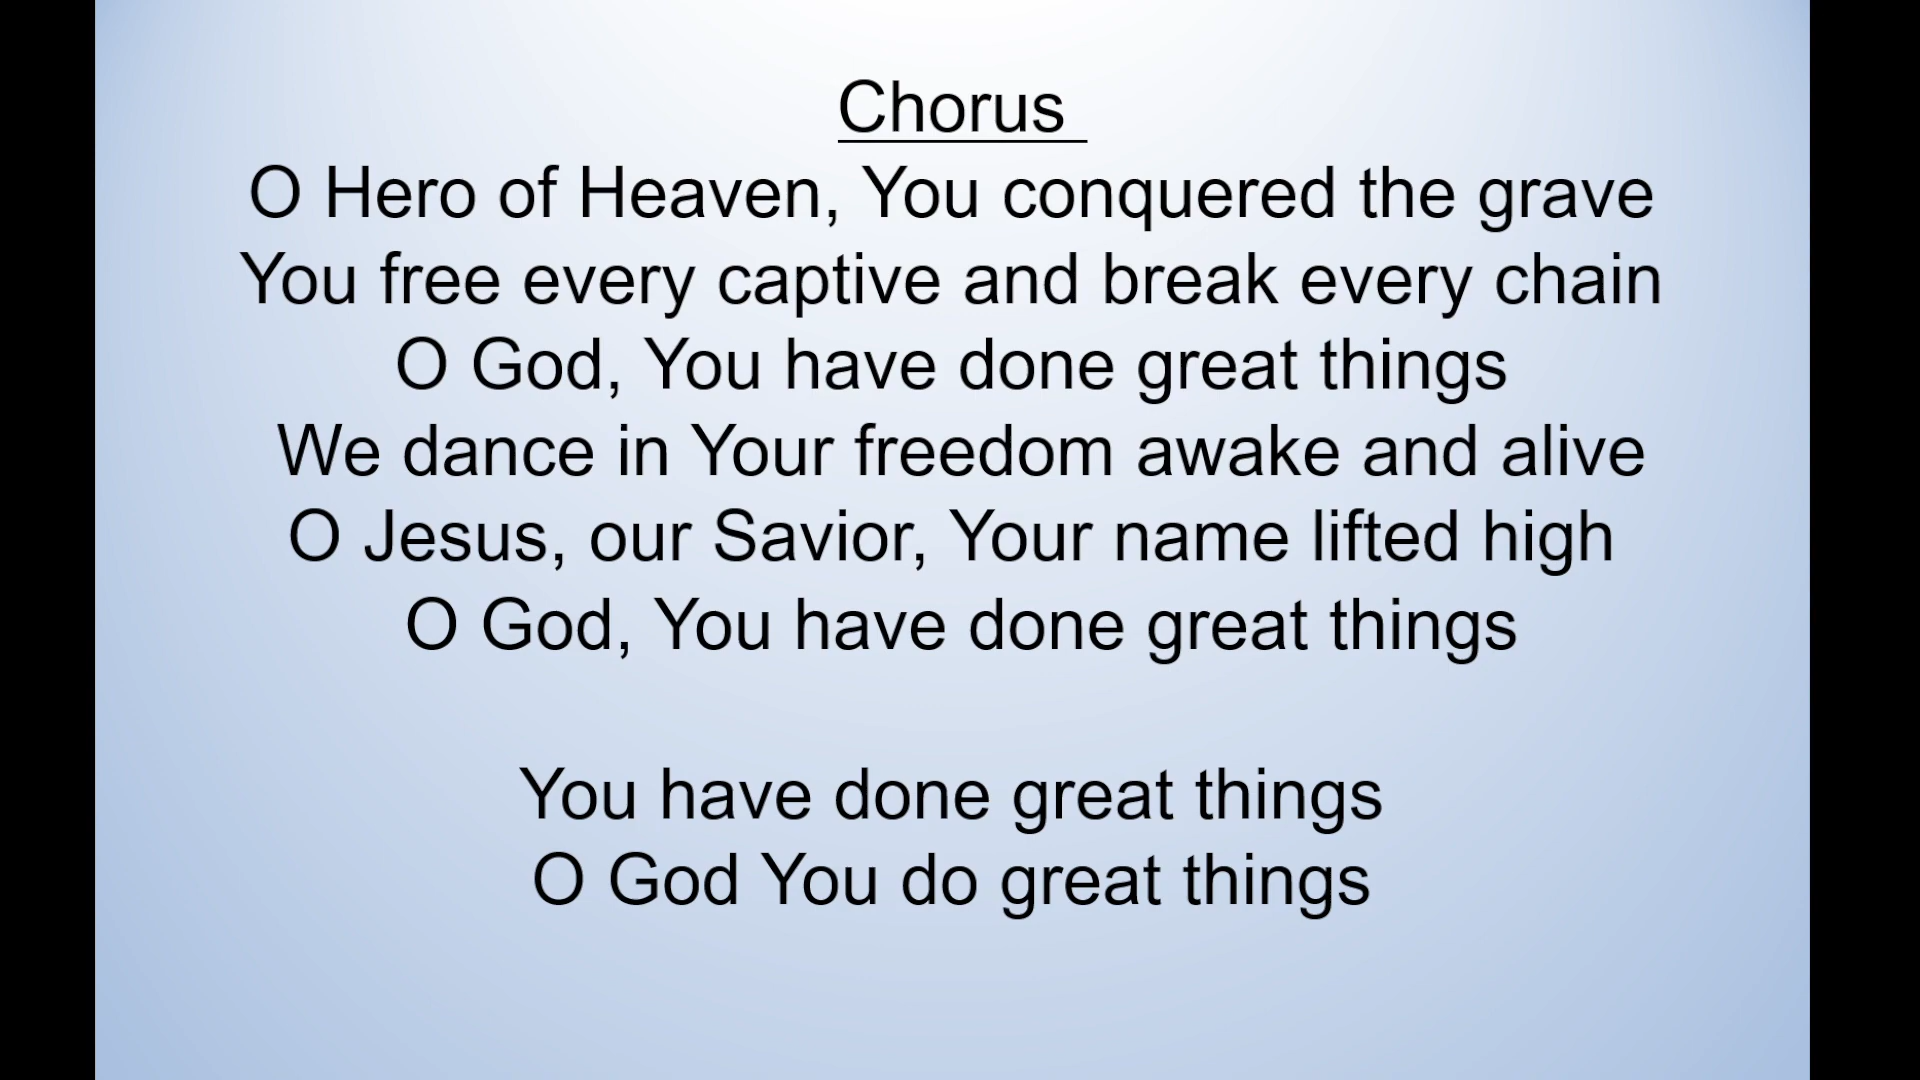 Chorus
O Hero of Heaven, You conquered the grave
You free every captive and break every chain
O God, You have done great things
We dance in Your freedom awake and alive
O Jesus, our Savior, Your name lifted high
O God, You have done great things
You have done great things
O God You do great things